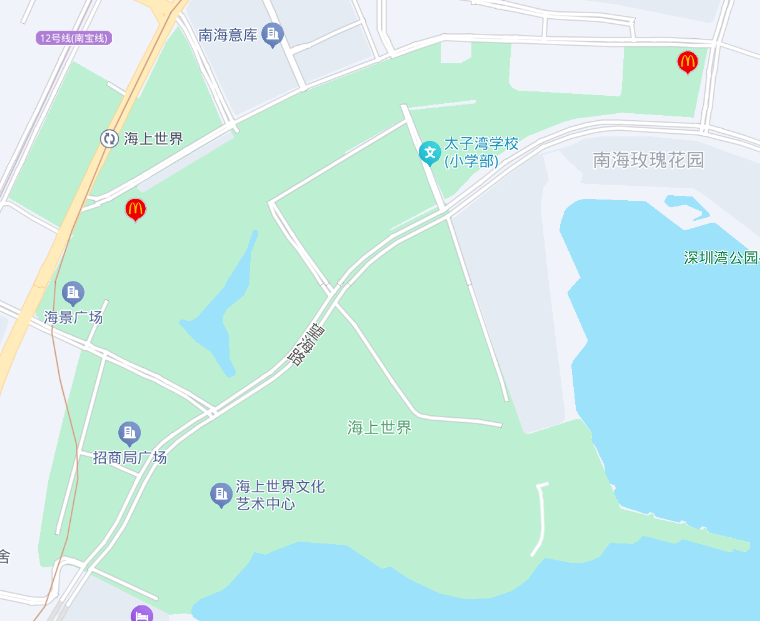 12号线(南宝线)
南海意库
海上世界
太子湾学校
(小学部)
南海玫瑰花园
深圳湾公园
海景广场
望海路
海上世界
招商局广场
海上世界文化
艺术中心
舍